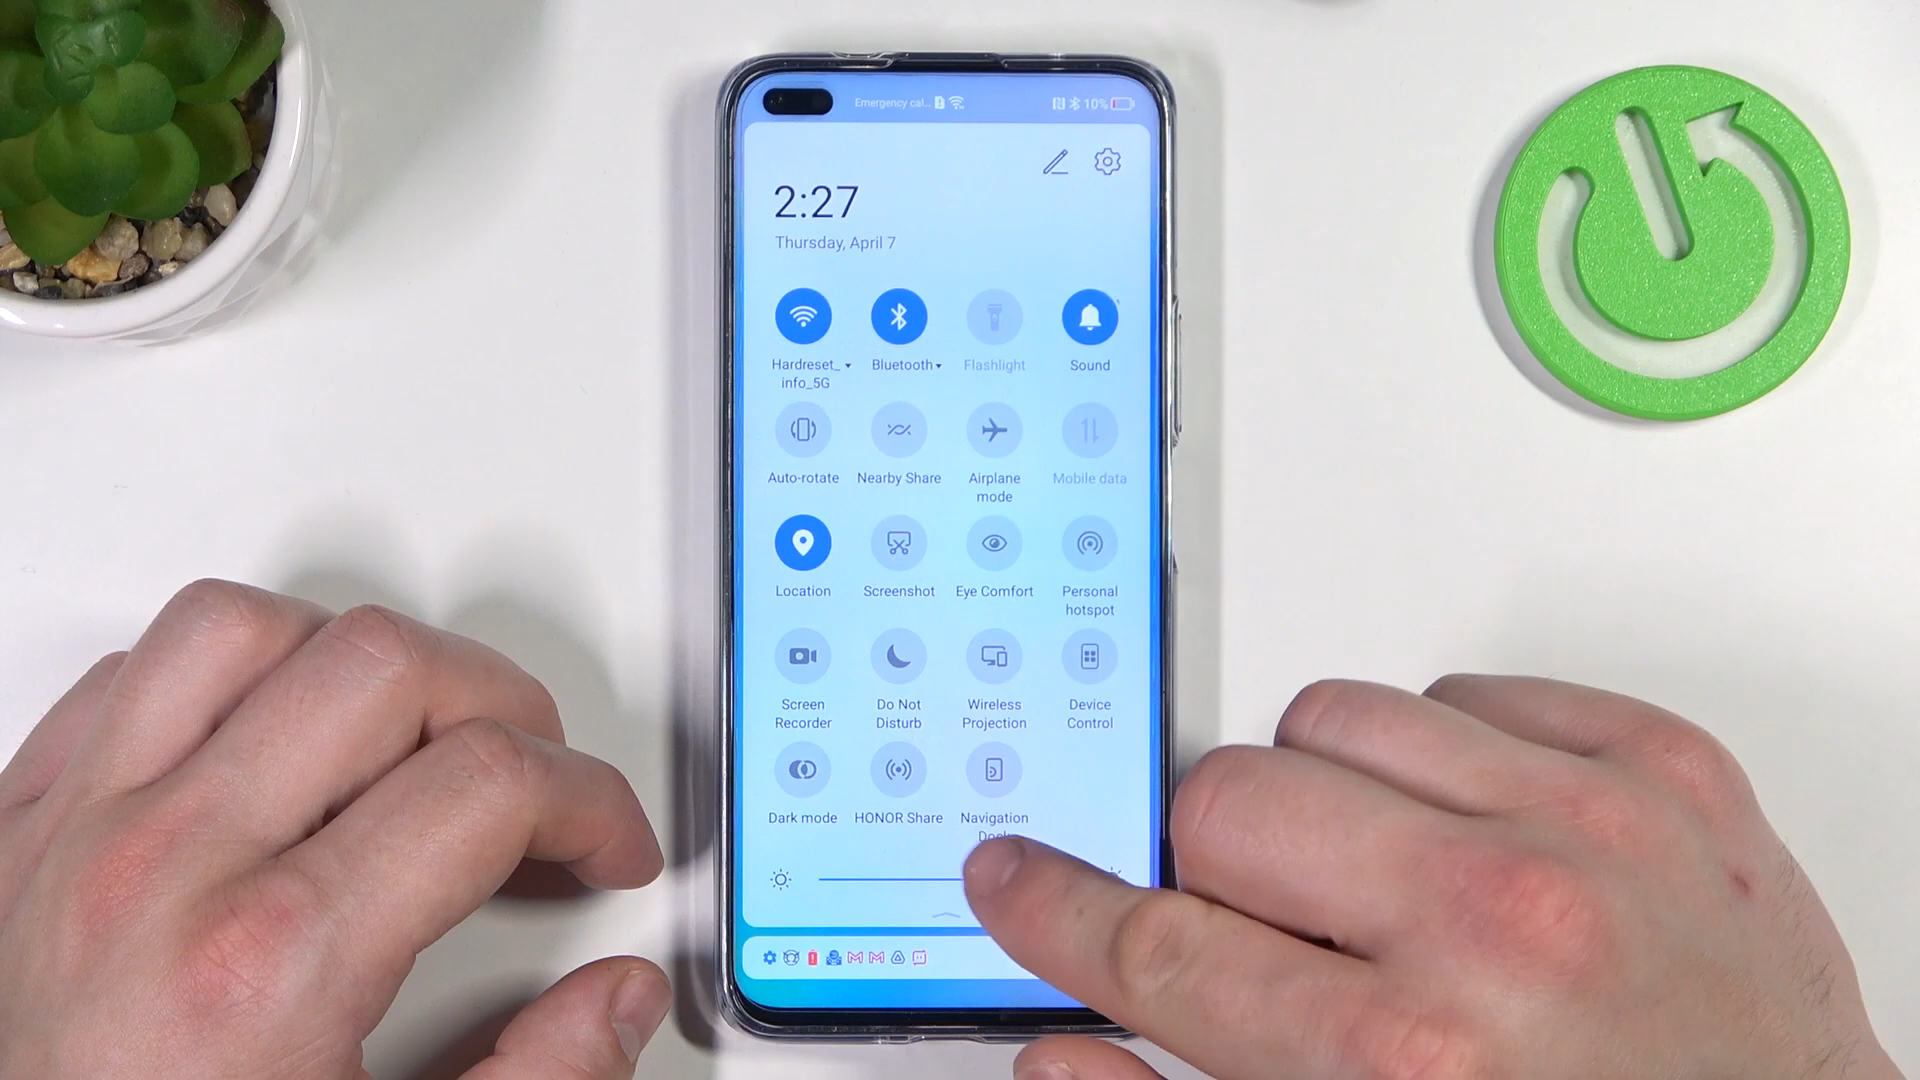 Emergency cal...
10%
2:27
Thursday, April 7
Hardreset_
info_5G
Bluetooth
Flashlight
Sound
Auto-rotate
Nearby Share
Airplane
mode
Mobile data
Location
Screenshot
Eye Comfort
Personal
hotspot
Screen
Recorder
Do Not
Disturb
Wireless
Projection
Device
Control
Dark mode
HONOR Share
Navigation